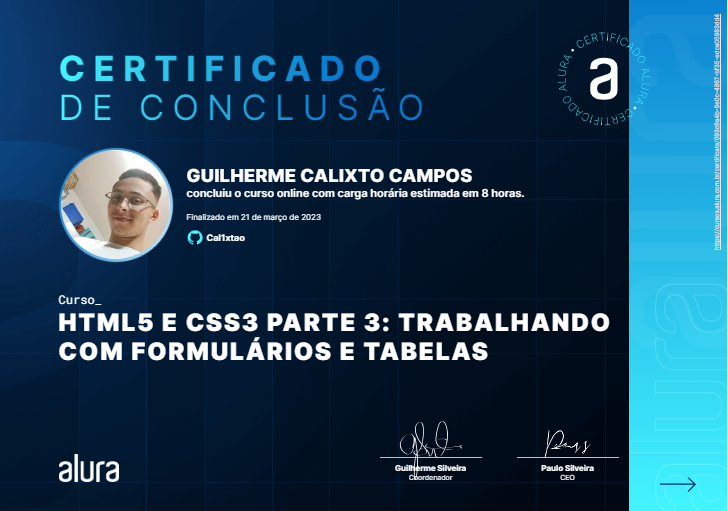 CERTIFICADO
DE CONCLUSÃO
CERTIFICADO ALURA • CERTIFICADO ALURA •
a
GUILHERME CALIXTO CAMPOS
concluiu o curso online com carga horária estimada em 8 horas.
Finalizado em 21 de março de 2023
Cal1xtao
Curso_
HTML5 E CSS3 PARTE 3: TRABALHANDO
COM FORMULÁRIOS E TABELAS
alura
Guilherme Silveira
Coordenador
Paulo Silveira
CEO
alura